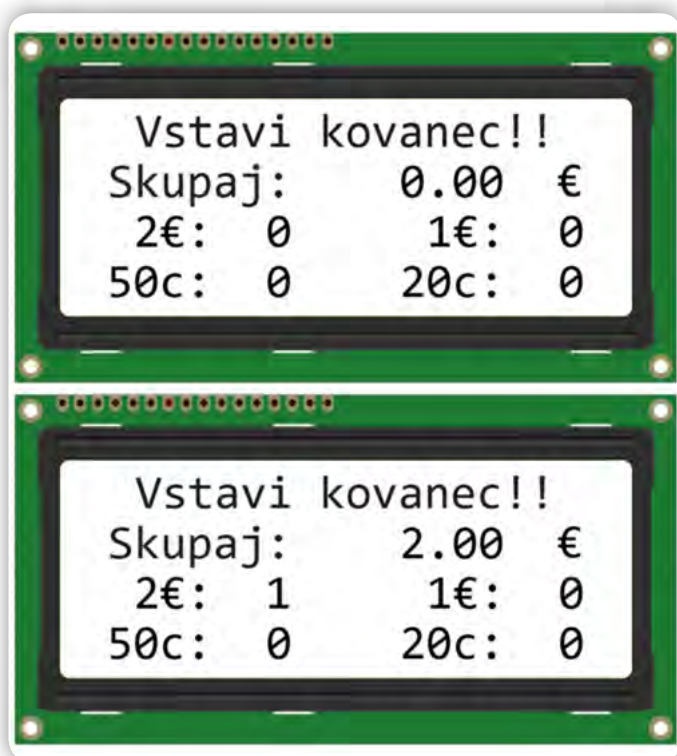 Vstavi kovanec!!
Skupaj: 0.00 €
2€: 0 1€: 0
50c: 0 20c: 0
Vstavi kovanec!!
Skupaj: 2.00 €
2€: 1 1€: 0
50c: 0 20c: 0